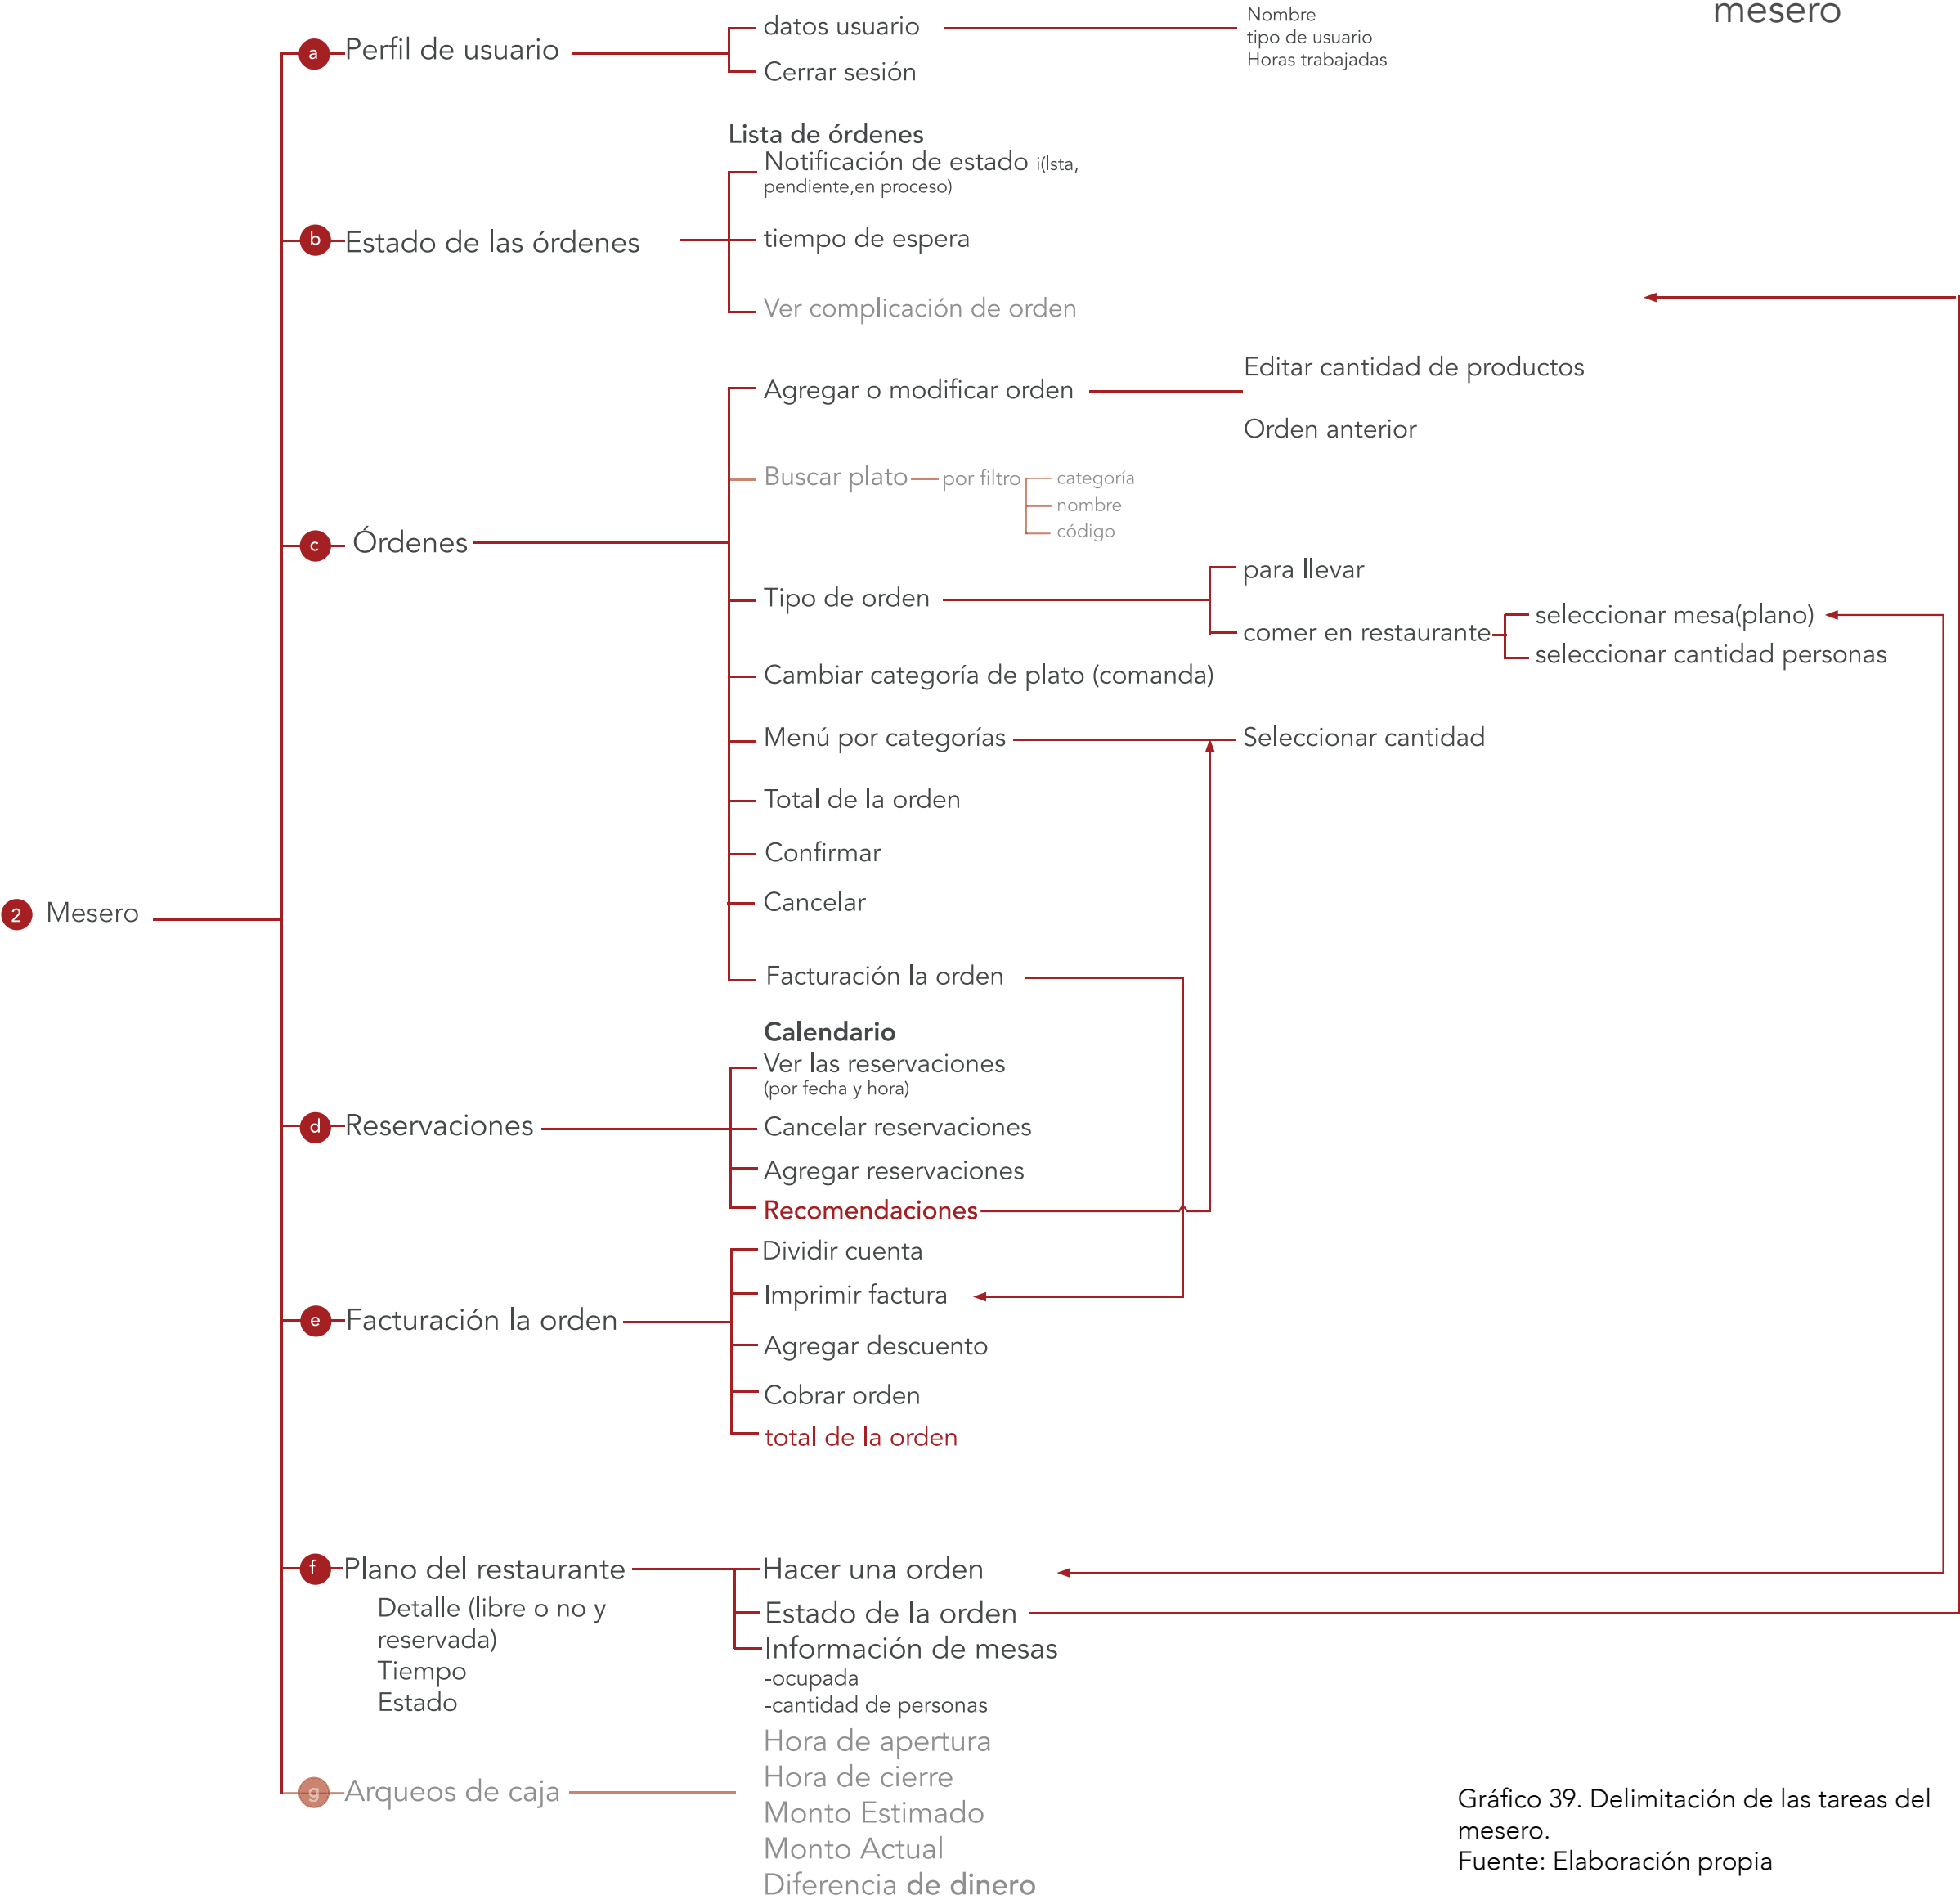 mesero
a
Perfil de usuario
datos usuario
Nombre
tipo de usuario
Horas trabajadas
Cerrar sesión
Lista de órdenes
Notificación de estado i(lsta,
pendiente,en proceso)
b
Estado de las órdenes
tiempo de espera
Ver complicación de orden
Agregar o modificar orden
Editar cantidad de productos
Orden anterior
Buscar plato
por filtro
categoría
nombre
código
c
Órdenes
Tipo de orden
para llevar
comer en restaurante
seleccionar mesa(plano)
seleccionar cantidad personas
Cambiar categoría de plato (comanda)
Menú por categorías
Seleccionar cantidad
Total de la orden
Confirmar
Cancelar
2
Mesero
Facturación la orden
Calendario
Ver las reservaciones
(por fecha y hora)
d
Reservaciones
Cancelar reservaciones
Agregar reservaciones
Recomendaciones
Dividir cuenta
Imprimir factura
e
Facturación la orden
Agregar descuento
Cobrar orden
total de la orden
f
Plano del restaurante
Detalle (libre o no y
reservada)
Tiempo
Estado
Hacer una orden
Estado de la orden
Información de mesas
-ocupada
-cantidad de personas
g
Arqueos de caja
Hora de apertura
Hora de cierre
Monto Estimado
Monto Actual
Diferencia de dinero
Gráfico 39. Delimitación de las tareas del
mesero.
Fuente: Elaboración propia